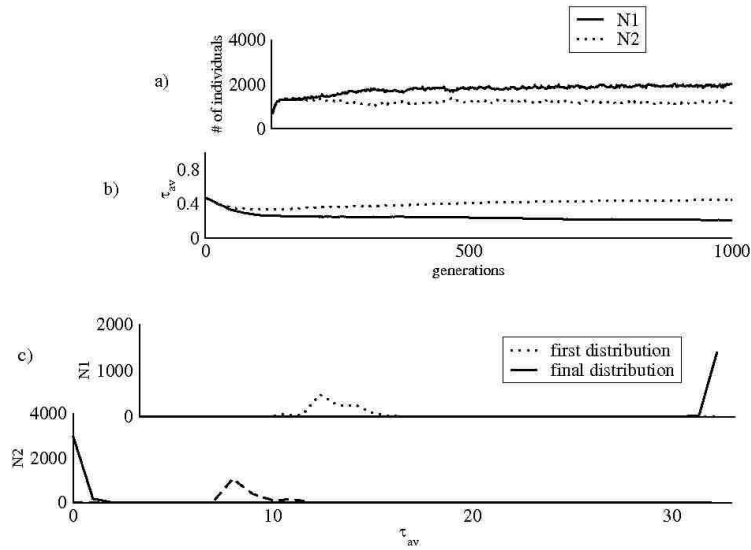 N1
N2
a)
# of individuals
4000
2000
0
b)
τav
0.8
0.4
0
0
500
1000
generations
c)
N1
2000
1000
0
first distribution
final distribution
N2
4000
2000
0
0
10
20
30
τav